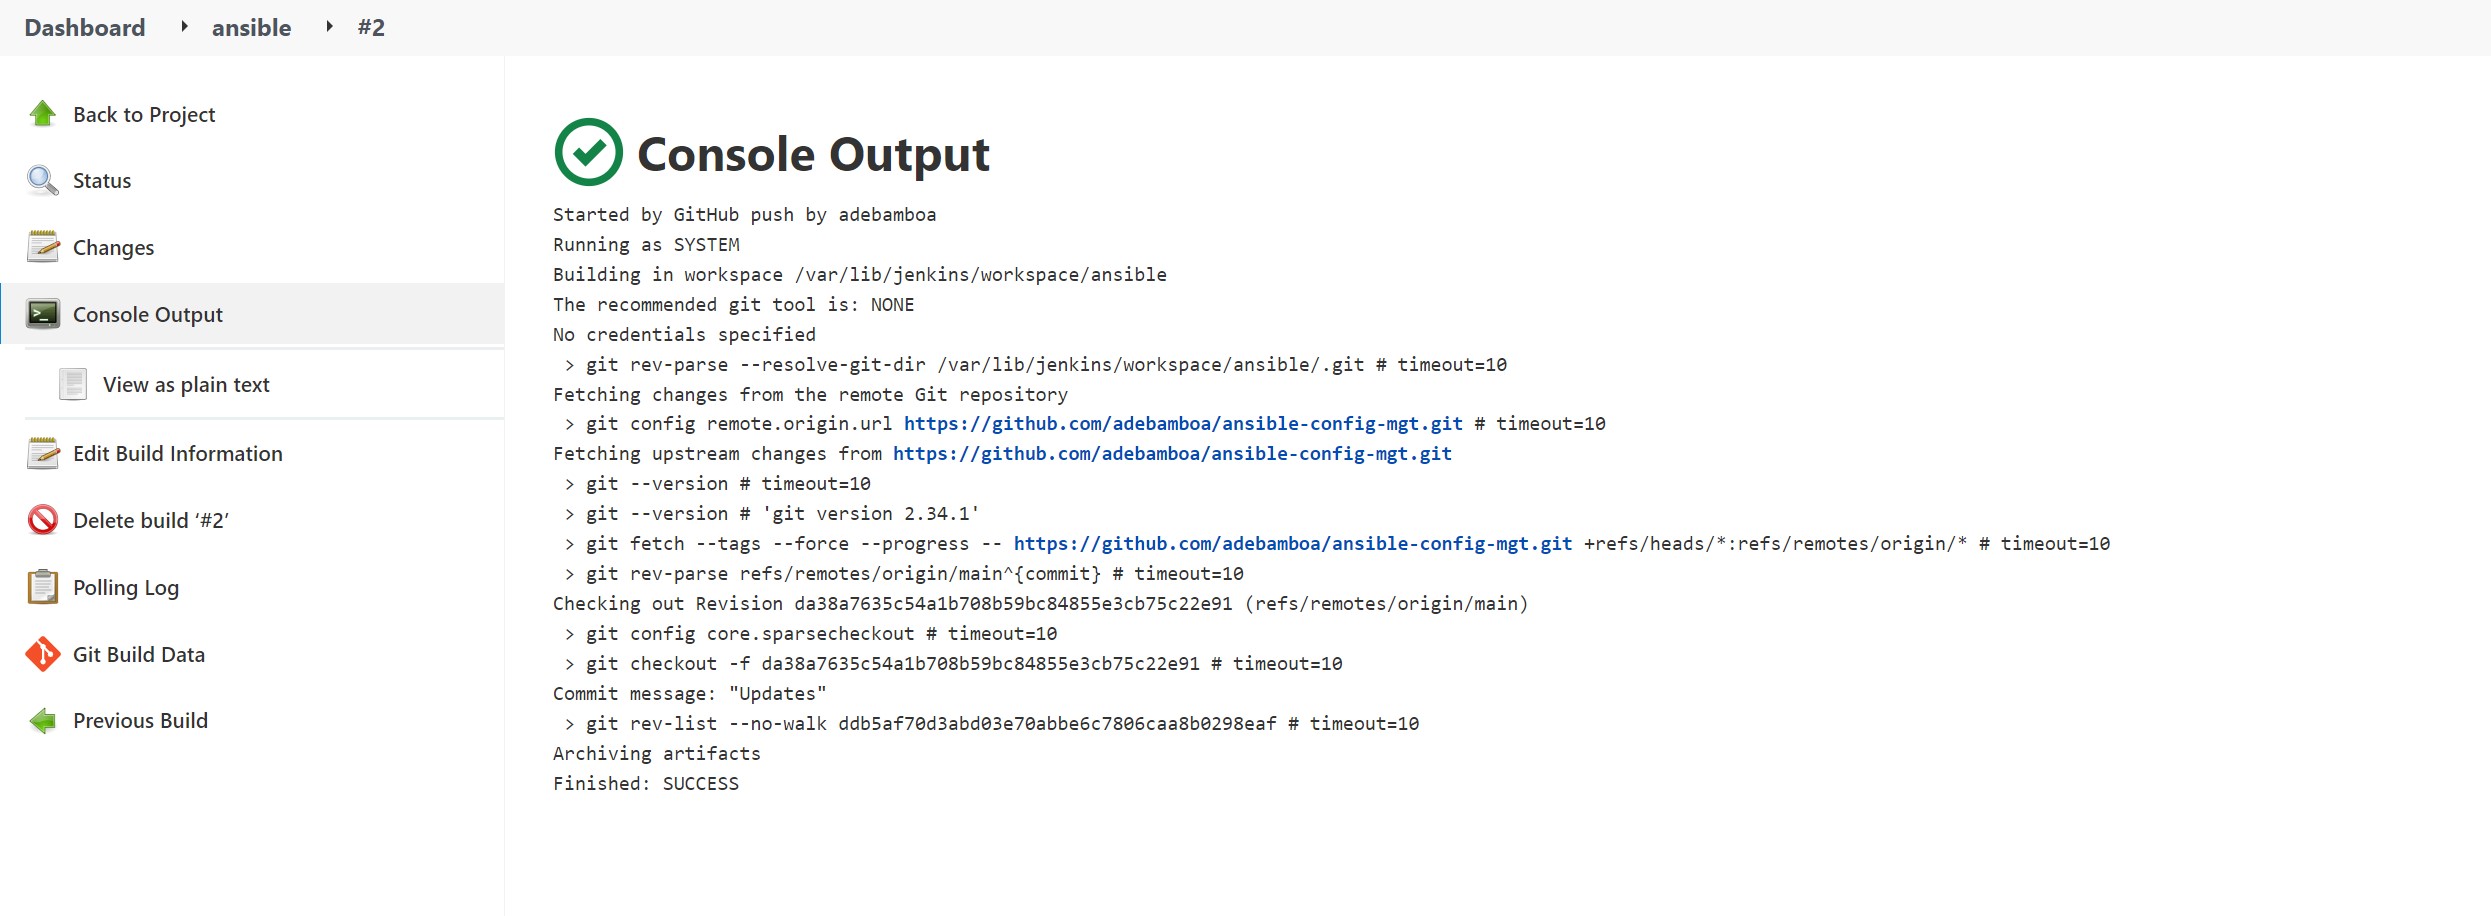 Dashboard ansible #2
Back to Project
Status
Changes
Console Output
View as plain text
Edit Build Information
Delete build ‘#2’
Polling Log
Git Build Data
Previous Build
Console Output
Started by GitHub push by adebamboa
Running as SYSTEM
Building in workspace /var/lib/jenkins/workspace/ansible
The recommended git tool is: NONE
No credentials specified
 > git rev-parse --resolve-git-dir /var/lib/jenkins/workspace/ansible/.git # timeout=10
Fetching changes from the remote Git repository
 > git config remote.origin.url https://github.com/adebamboa/ansible-config-mgt.git # timeout=10
Fetching upstream changes from https://github.com/adebamboa/ansible-config-mgt.git
 > git --version # timeout=10
 > git --version # 'git version 2.34.1'
 > git fetch --tags --force --progress -- https://github.com/adebamboa/ansible-config-mgt.git +refs/heads/*:refs/remotes/origin/* # timeout=10
 > git rev-parse refs/remotes/origin/main^{commit} # timeout=10
Checking out Revision da38a7635c54a1b708b59bc84855e3cb75c22e91 (refs/remotes/origin/main)
 > git config core.sparsecheckout # timeout=10
 > git checkout -f da38a7635c54a1b708b59bc84855e3cb75c22e91 # timeout=10
Commit message: "Updates"
 > git rev-list --no-walk ddb5af70d3abd03e70abbe6c7806caa8b0298eaf # timeout=10
Archiving artifacts
Finished: SUCCESS